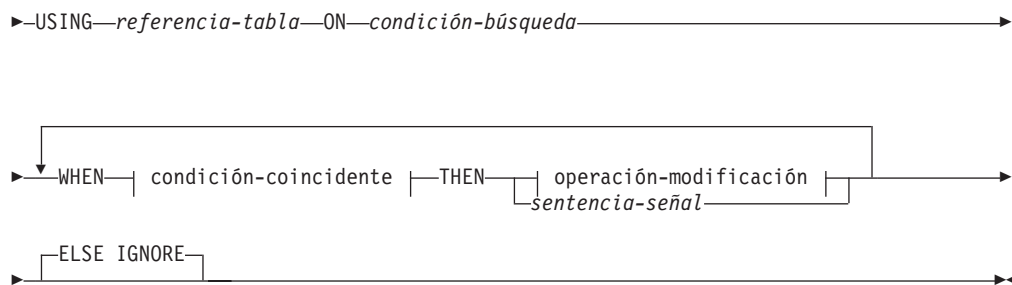 USING referencia-tabla ON condición-búsqueda
WHEN condición-coincidente THEN operación-modificación
sentencia-señal
ELSE IGNORE